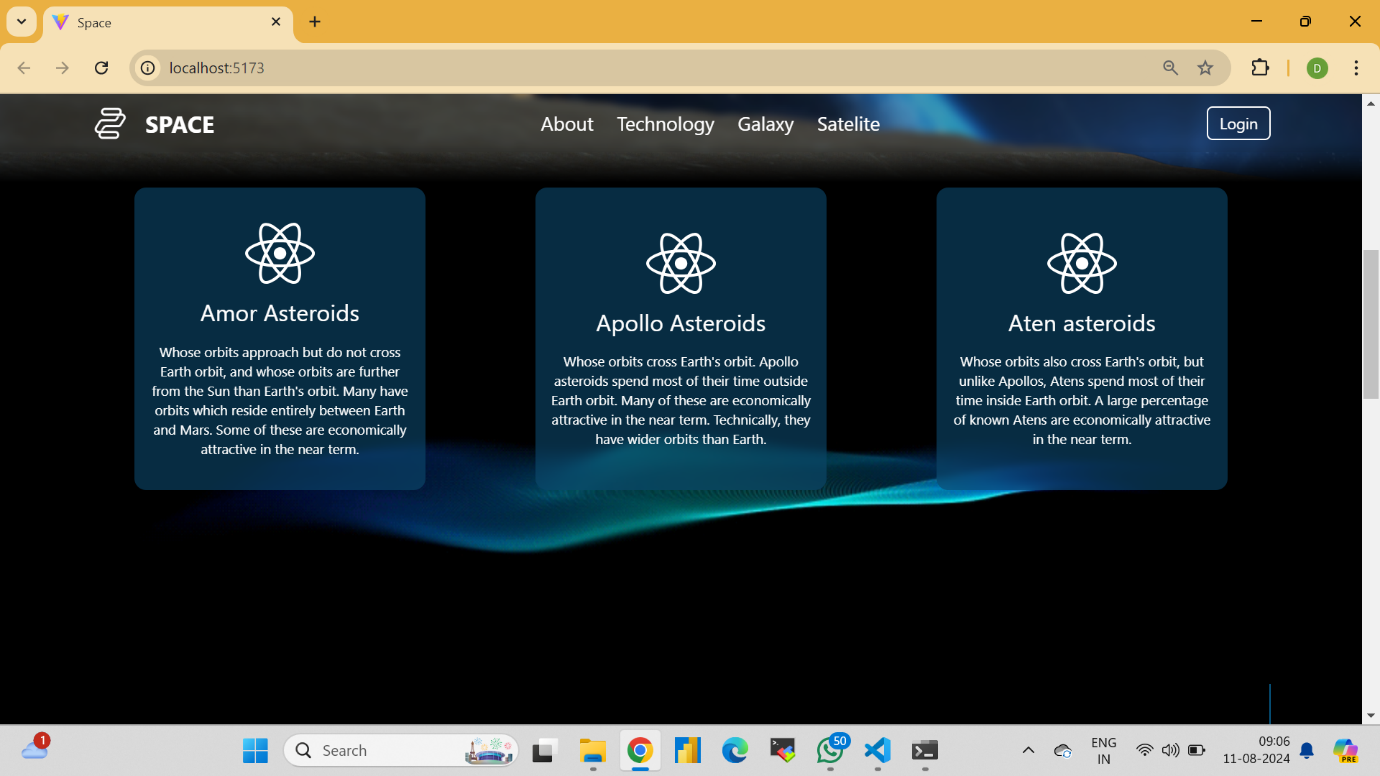 Space
localhost:5173
D
SPACE
About Technology Galaxy Satelite
Login
Amor Asteroids
Whose orbits approach but do not cross
Earth orbit, and whose orbits are further
from the Sun than Earth's orbit. Many have
orbits which reside entirely between Earth
and Mars. Some of these are economically
attractive in the near term.
Apollo Asteroids
Whose orbits cross Earth's orbit. Apollo
asteroids spend most of their time outside
Earth orbit. Many of these are economically
attractive in the near term. Technically, they
have wider orbits than Earth.
Aten asteroids
Whose orbits also cross Earth's orbit, but
unlike Apollos, Atens spend most of their
time inside Earth orbit. A large percentage
of known Atens are economically attractive
in the near term.
1
Search
50
ENG
IN
09:06
11-08-2024
PRE